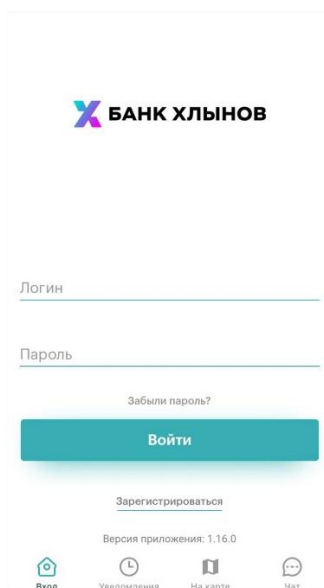 БАНК ХЛЫНОВ
Логин
Пароль
Забыли пароль?
Войти
Зарегистрироваться
Версия приложения: 1.16.0
Вход Уведомления На карте Чат